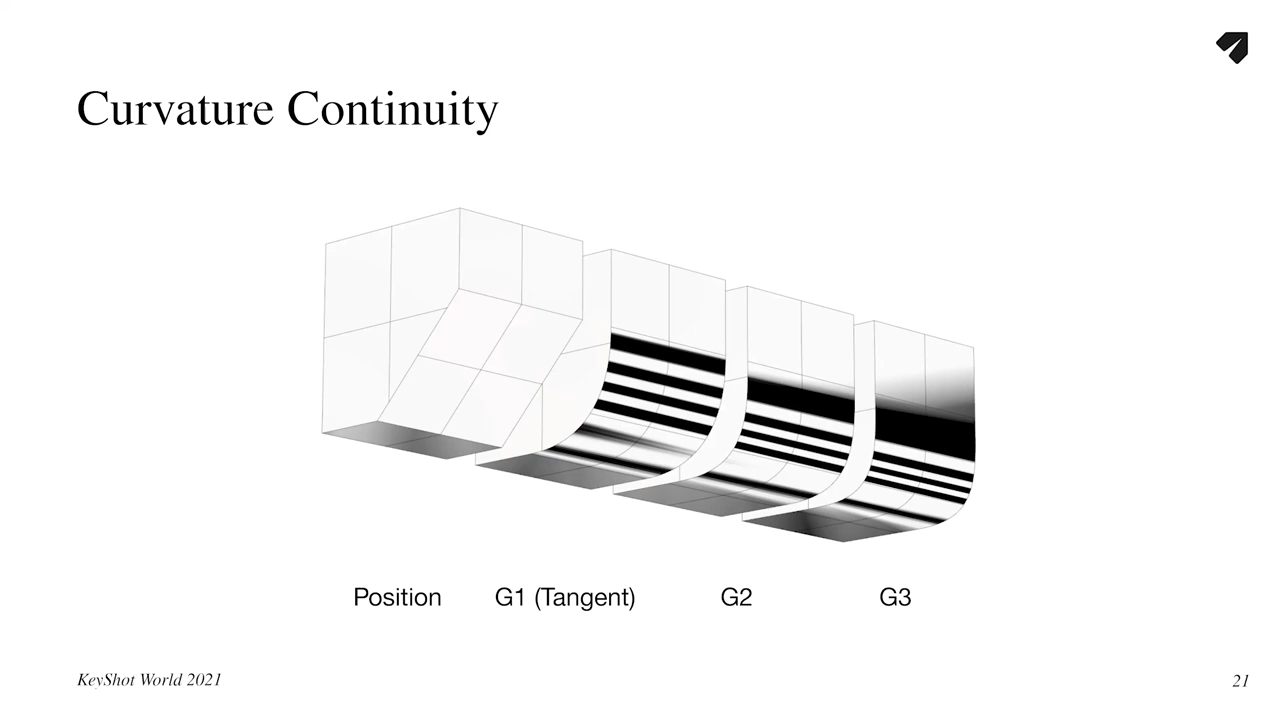 Curvature Continuity
Position G1 (Tangent) G2 G3
KeyShot World 2021 21